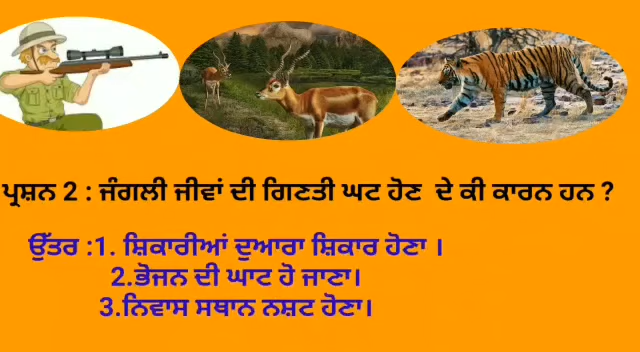 ਪ੍ਰਸ਼ਨ 2 : ਜੰਗਲੀ ਜੀਵਾਂ ਦੀ ਗਿਣਤੀ ਘਟ ਹੋਣ ਦੇ ਕੀ ਕਾਰਨ ਹਨ ?
ਉੱਤਰ :1. ਸ਼ਿਕਾਰੀਆਂ ਦੁਆਰਾ ਸ਼ਿਕਾਰ ਹੋਣਾ ।
2.ਭੋਜਨ ਦੀ ਘਾਟ ਹੋ ਜਾਣਾ।
3.ਨਿਵਾਸ ਸਥਾਨ ਨਸ਼ਟ ਹੋਣਾ।